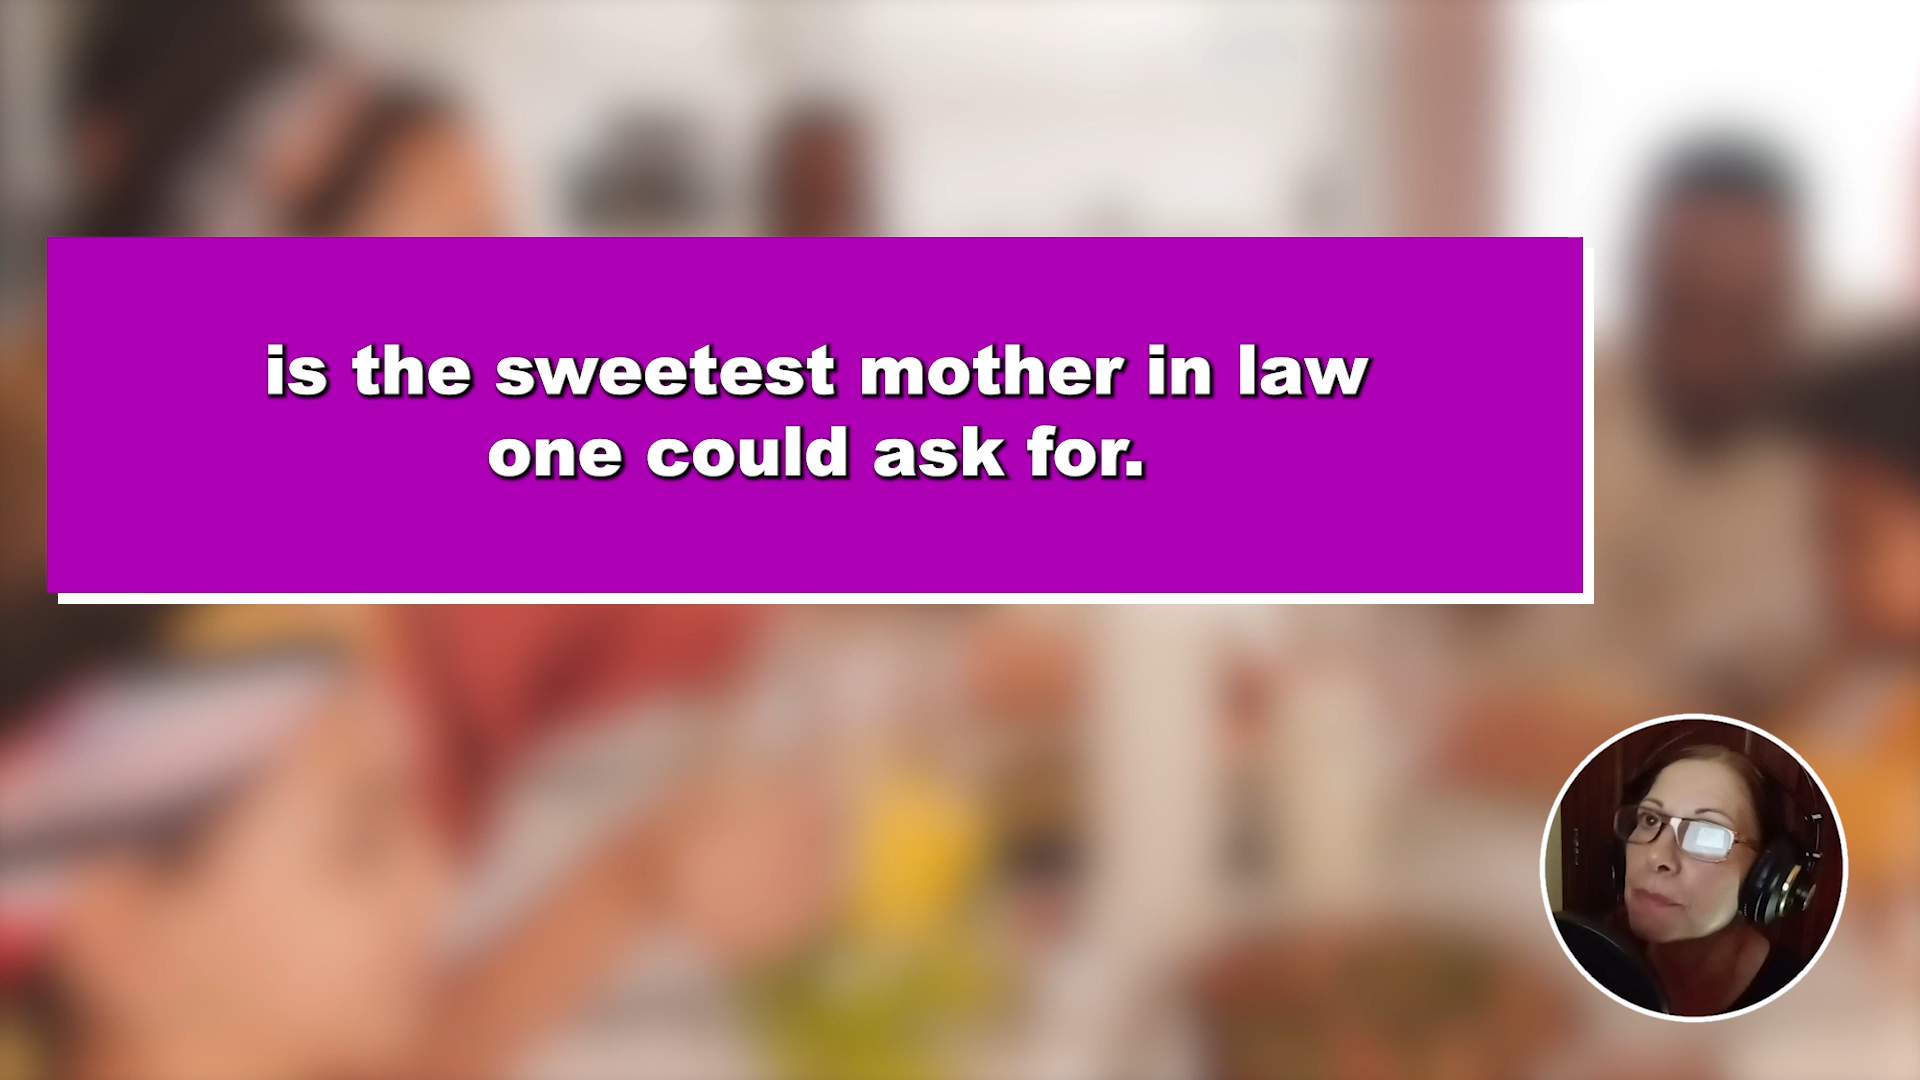 is the sweetest mother in law
one could ask for.